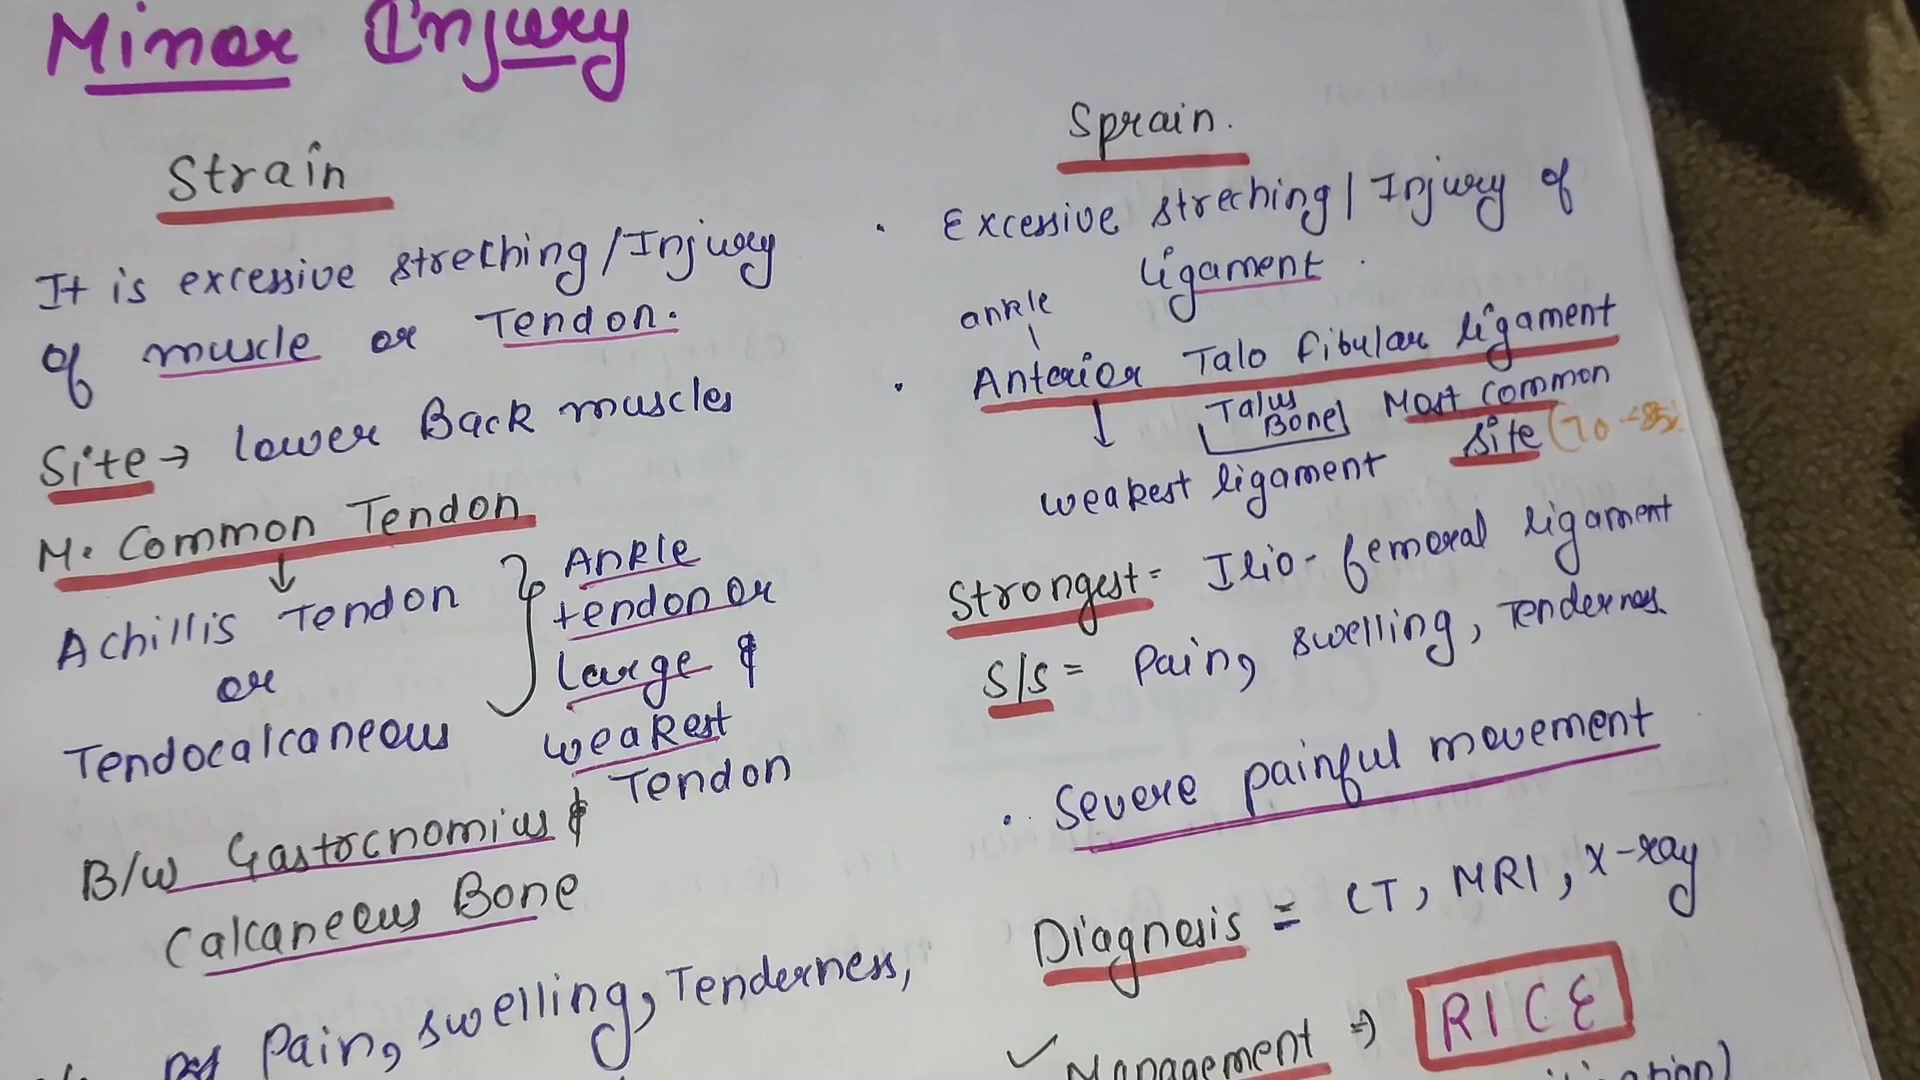 Minor Injury
Strain
It is excessive streching/Injury
of muscle or Tendon.
Site → lower Back muscles
M. Common Tendon
↓
Achillis Tendon
or
Tendocalcaneous
Ankle
tendon or
large &
weakest
Tendon
B/w Gastrocnomius &
Calcaneous Bone
Pain, swelling, Tenderness,
Sprain.
• Excessive streching/Injury of
ligament.
ankle
• Anterior Talo fibular ligament
↓ Talus Most common
Bone site (70-85%
weakest ligament
Strongest = Ilio-femoral ligament
S/S = Pain, swelling, Tenderness
• Severe painful movement
Diagnosis = CT, MRI, X-ray
✓ Management ⇒ RICE